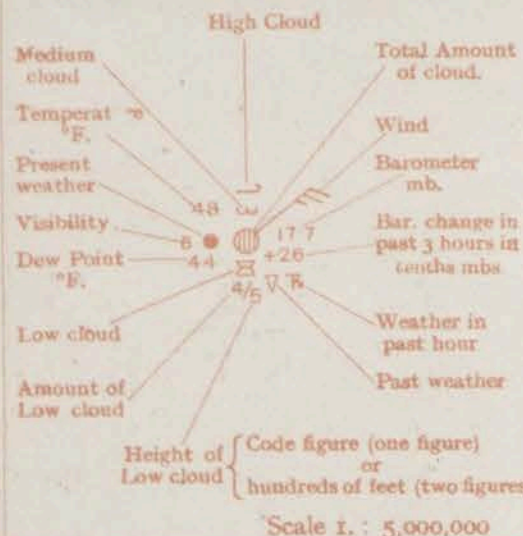 High Cloud
Medium
cloud
Total Amount
of cloud.
Temperat
°F.
Wind
Present
weather
Barometer
mb.
48
Visibility
6
177
Bar. change in
past 3 hours in
tenths mbs
Dew Point
°F.
44
+26
4/5
Low cloud
Weather in
past hour
Amount of
Low cloud
Past weather
Height of
Low cloud
Code figure (one figure)
or
hundreds of feet (two figures
Scale 1. : 5,000,000